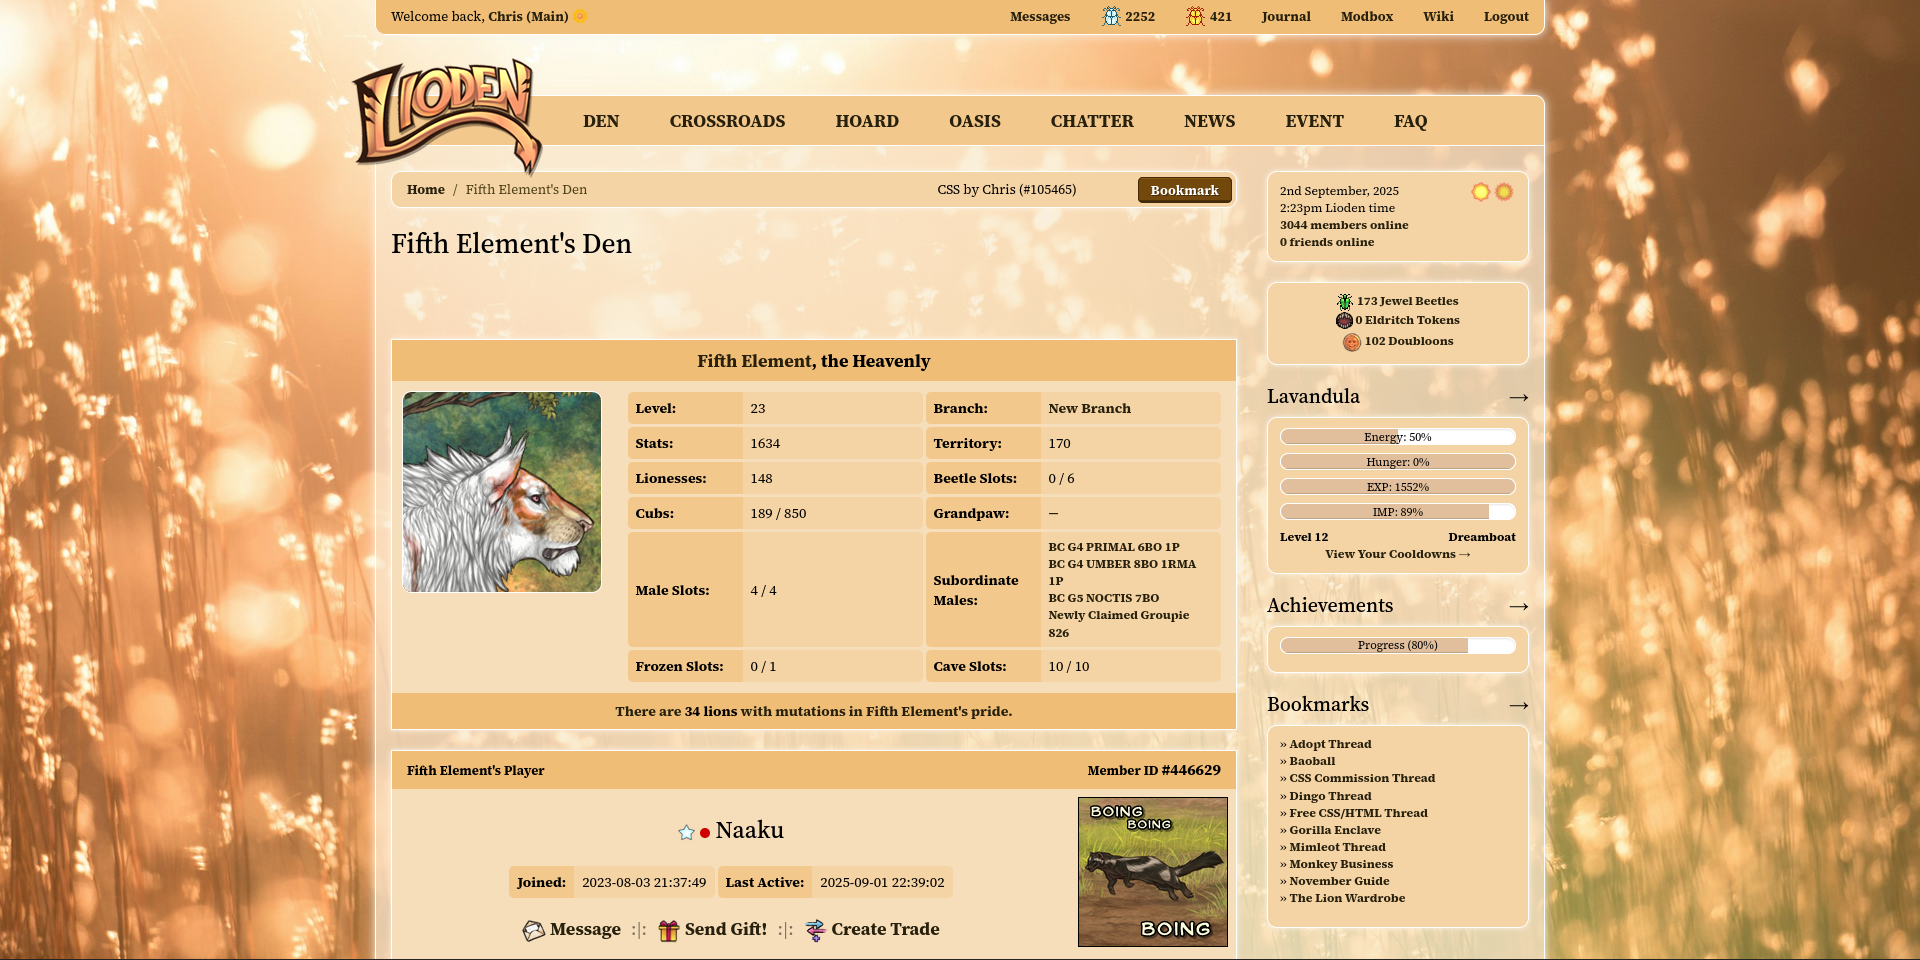 Welcome back, Chris (Main)
Messages 2252 421 Journal Modbox Wiki Logout
LIODEN
DEN CROSSROADS HOARD OASIS CHATTER NEWS EVENT FAQ
Home / Fifth Element's Den CSS by Chris (#105465) Bookmark
Fifth Element's Den
Fifth Element, the Heavenly
Level: 23 Branch: New Branch
Stats: 1634 Territory: 170
Lionesses: 148 Beetle Slots: 0 / 6
Cubs: 189 / 850 Grandpaw: —
Male Slots: 4 / 4 Subordinate Males:
BC G4 PRIMAL 6BO 1P
BC G4 UMBER 8BO 1RMA
1P
BC G5 NOCTIS 7BO
Newly Claimed Groupie
826
Frozen Slots: 0 / 1 Cave Slots: 10 / 10
There are 34 lions with mutations in Fifth Element's pride.
Fifth Element's Player Member ID #446629
Naaku
Joined: 2023-08-03 21:37:49 Last Active: 2025-09-01 22:39:02
Message :|: Send Gift! :|: Create Trade
BOING
BOING
BOING
2nd September, 2025
2:23pm Lioden time
3044 members online
0 friends online
173 Jewel Beetles
0 Eldritch Tokens
102 Doubloons
Lavandula →
Energy: 50%
Hunger: 0%
EXP: 1552%
IMP: 89%
Level 12 Dreamboat
View Your Cooldowns →
Achievements →
Progress (80%)
Bookmarks →
» Adopt Thread
» Baoball
» CSS Commission Thread
» Dingo Thread
» Free CSS/HTML Thread
» Gorilla Enclave
» Mimleot Thread
» Monkey Business
» November Guide
» The Lion Wardrobe